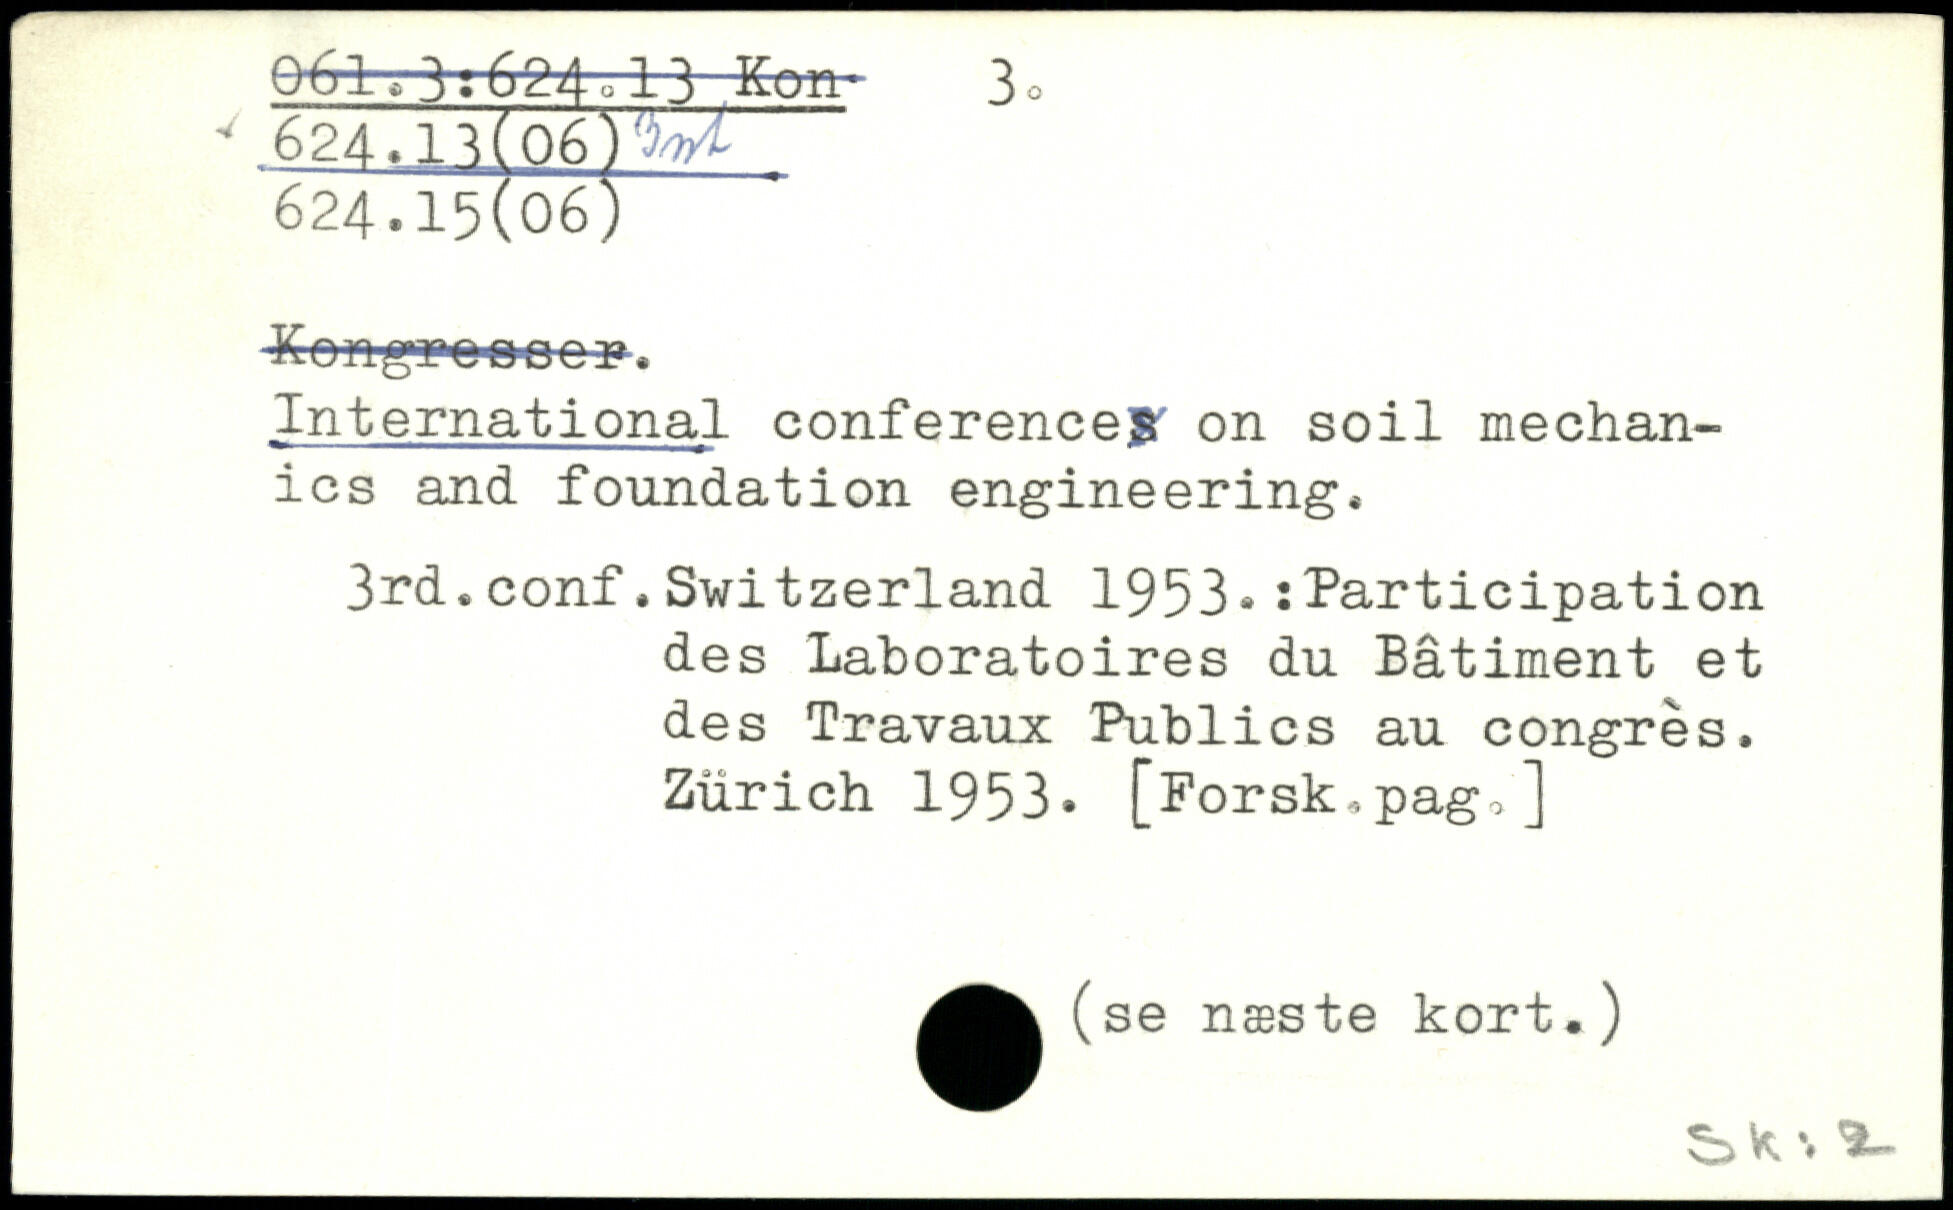 061.3:624.13 Kon 3.
624.13(06) Int
624.15(06)
Kongresser.
International conferences on soil mechan-
ics and foundation engineering.
3rd.conf.Switzerland 1953.:Participation
des Laboratoires du Bâtiment et
des Travaux Publics au congrès.
Zürich 1953. [Forsk.pag.]
(se næste kort.)
Sk: 2